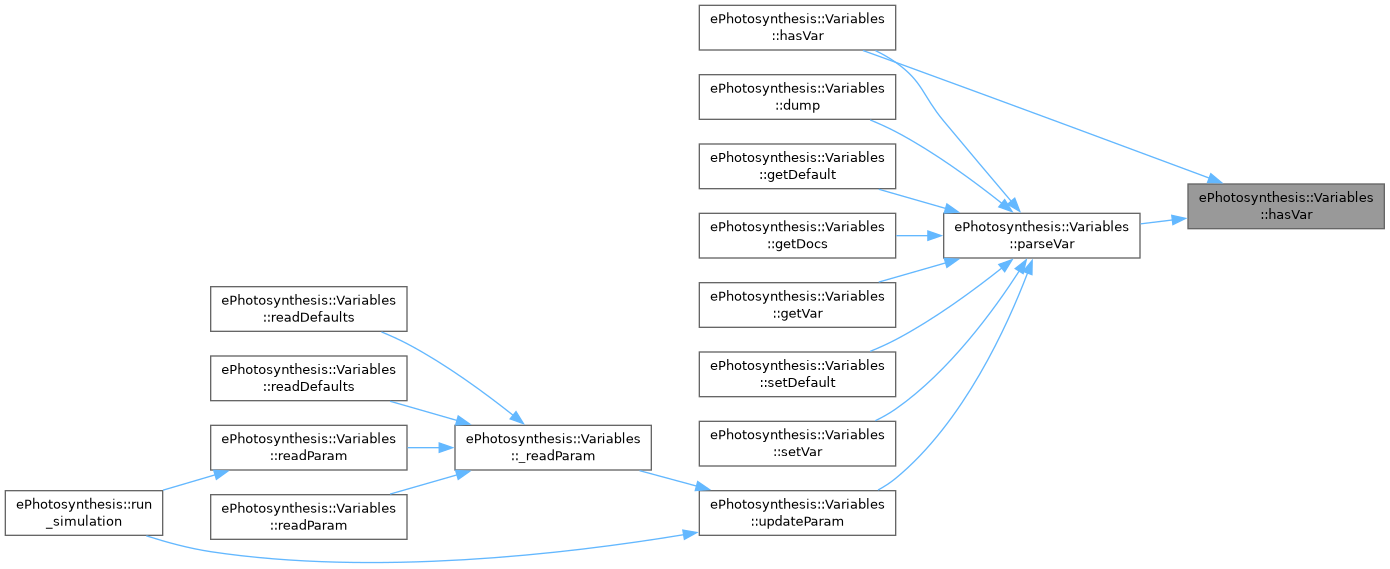 ePhotosynthesis::Variables
::hasVar
ePhotosynthesis::Variables
::dump
ePhotosynthesis::Variables
::getDefault
ePhotosynthesis::Variables
::hasVar
ePhotosynthesis::Variables
::getDocs
ePhotosynthesis::Variables
::parseVar
ePhotosynthesis::Variables
::getVar
ePhotosynthesis::Variables
::readDefaults
ePhotosynthesis::Variables
::setDefault
ePhotosynthesis::Variables
::readDefaults
ePhotosynthesis::Variables
::setVar
ePhotosynthesis::Variables
::readParam
ePhotosynthesis::Variables
::_readParam
ePhotosynthesis::run
_simulation
ePhotosynthesis::Variables
::readParam
ePhotosynthesis::Variables
::updateParam